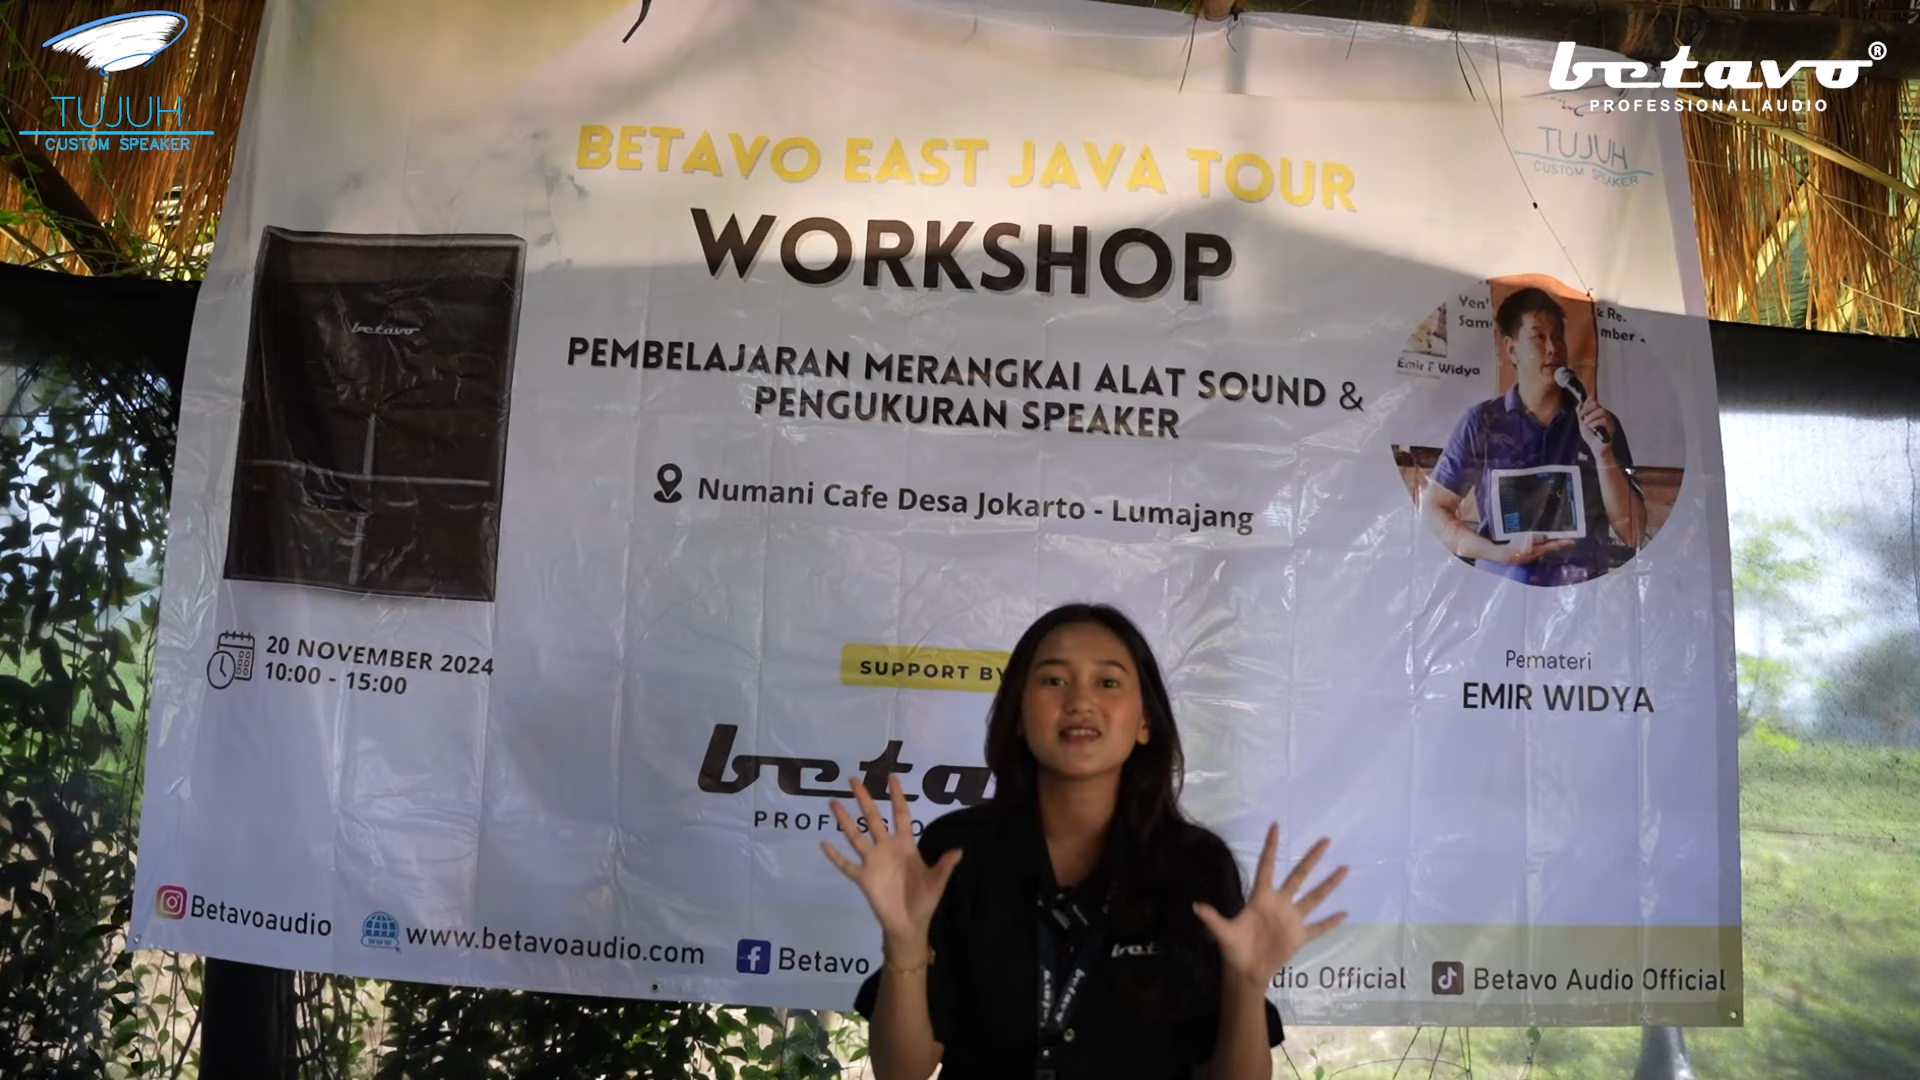 TUJUH
CUSTOM SPEAKER
betavo®
PROFESSIONAL AUDIO
TUJUH
CUSTOM SPEAKER
BETAVO EAST JAVA TOUR
WORKSHOP
PEMBELAJARAN MERANGKAI ALAT SOUND &
PENGUKURAN SPEAKER
Numani Cafe Desa Jokarto - Lumajang
betavo
Emir F Widya
20 NOVEMBER 2024
10:00 - 15:00
SUPPORT BY
Pemateri
EMIR WIDYA
Betavoaudio
www
www.betavoaudio.com
Betavo
Official
Betavo Audio Official
betavo